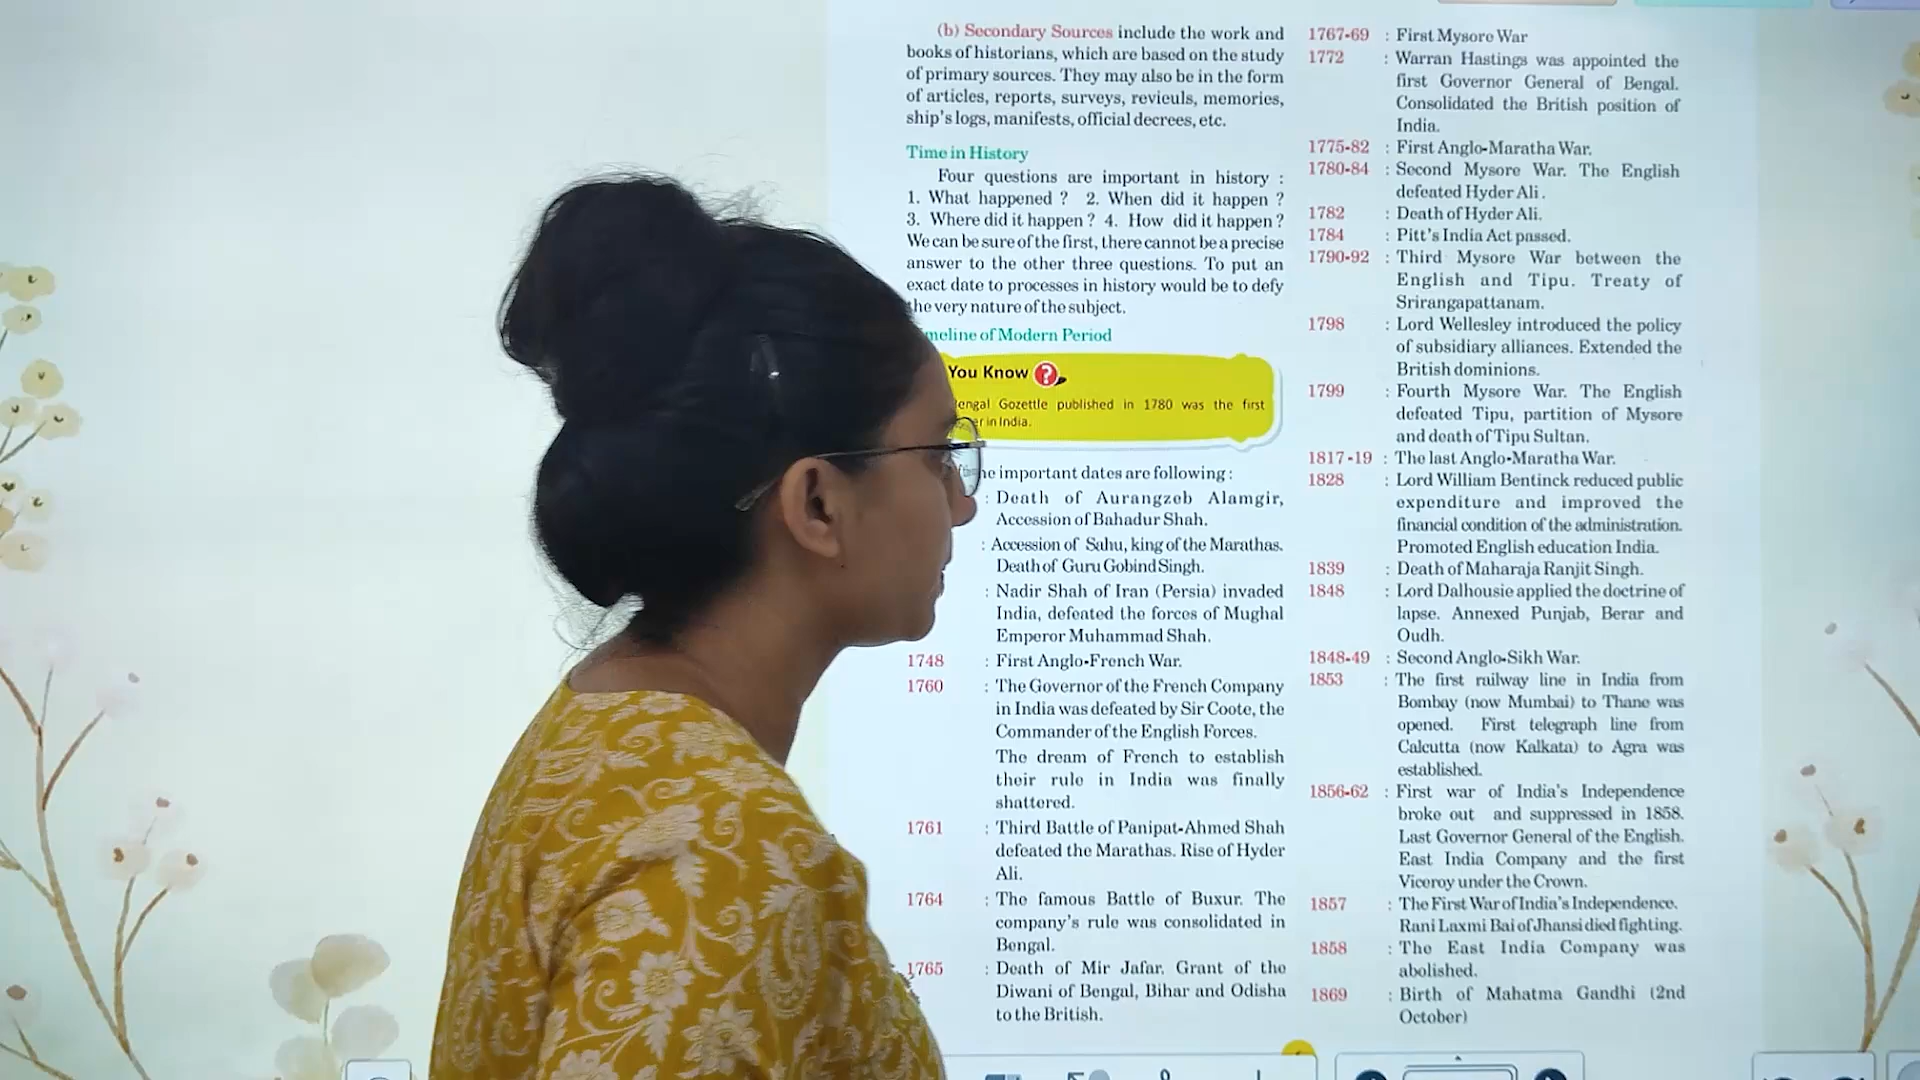 (b) Secondary Sources include the work and
books of historians, which are based on the study
of primary sources. They may also be in the form
of articles, reports, surveys, revieuls, memories,
ship's logs, manifests, official decrees, etc.
Time in History
Four questions are important in history :
1. What happened ? 2. When did it happen ?
3. Where did it happen ? 4. How did it happen ?
We can be sure of the first, there cannot be a precise
answer to the other three questions. To put an
exact date to processes in history would be to defy
the very nature of the subject.
meline of Modern Period
You Know ?
engal Gozettle published in 1780 was the first
er in India.
he important dates are following :
: Death of Aurangzeb Alamgir,
Accession of Bahadur Shah.
: Accession of Sahu, king of the Marathas.
Death of Guru Gobind Singh.
: Nadir Shah of Iran (Persia) invaded
India, defeated the forces of Mughal
Emperor Muhammad Shah.
1748 : First Anglo-French War.
1760 : The Governor of the French Company
in India was defeated by Sir Coote, the
Commander of the English Forces.
The dream of French to establish
their rule in India was finally
shattered.
1761 : Third Battle of Panipat-Ahmed Shah
defeated the Marathas. Rise of Hyder
Ali.
1764 : The famous Battle of Buxur. The
company's rule was consolidated in
Bengal.
1765 : Death of Mir Jafar. Grant of the
Diwani of Bengal, Bihar and Odisha
to the British.
1767-69 : First Mysore War
1772 : Warran Hastings was appointed the
first Governor General of Bengal.
Consolidated the British position of
India.
1775-82 : First Anglo-Maratha War.
1780-84 : Second Mysore War. The English
defeated Hyder Ali .
1782 : Death of Hyder Ali.
1784 : Pitt's India Act passed.
1790-92 : Third Mysore War between the
English and Tipu. Treaty of
Srirangapattanam.
1798 : Lord Wellesley introduced the policy
of subsidiary alliances. Extended the
British dominions.
1799 : Fourth Mysore War. The English
defeated Tipu, partition of Mysore
and death of Tipu Sultan.
1817-19 : The last Anglo-Maratha War.
1828 : Lord William Bentinck reduced public
expenditure and improved the
financial condition of the administration.
Promoted English education India.
1839 : Death of Maharaja Ranjit Singh.
1848 : Lord Dalhousie applied the doctrine of
lapse. Annexed Punjab, Berar and
Oudh.
1848-49 : Second Anglo-Sikh War.
1853 : The first railway line in India from
Bombay (now Mumbai) to Thane was
opened. First telegraph line from
Calcutta (now Kalkata) to Agra was
established.
1856-62 : First war of India's Independence
broke out and suppressed in 1858.
Last Governor General of the English.
East India Company and the first
Viceroy under the Crown.
1857 : The First War of India's Independence.
Rani Laxmi Bai of Jhansi died fighting.
1858 : The East India Company was
abolished.
1869 : Birth of Mahatma Gandhi (2nd
October)